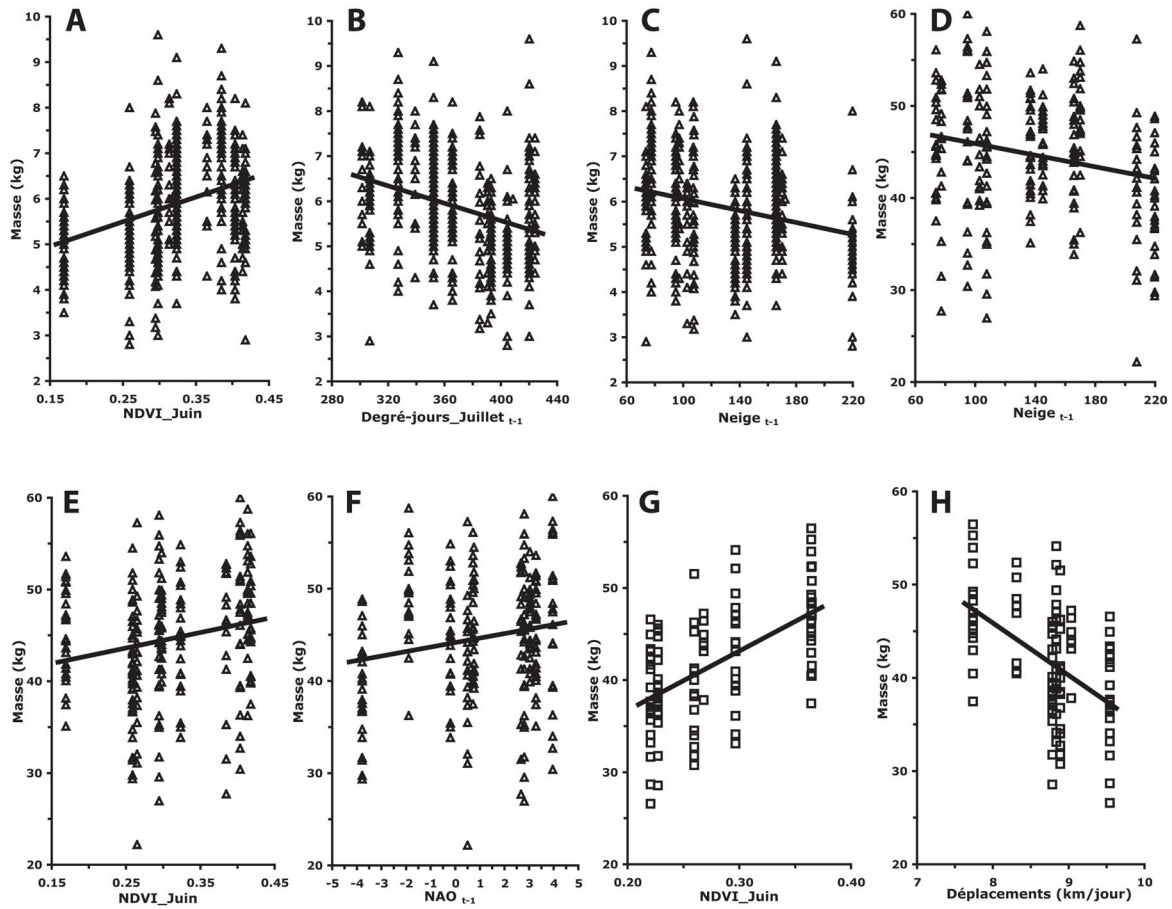 A
B
C
D
Masse (kg)
10
9
8
7
6
5
4
3
2
0.15 0.25 0.35 0.45
NDVI_Juin
Masse (kg)
10
9
8
7
6
5
4
3
2
280 320 360 400 440
Degré-jours_Juillet t-1
Masse (kg)
10
9
8
7
6
5
4
3
2
60 100 140 180 220
Neige t-1
Masse (kg)
60
50
40
30
20
60 100 140 180 220
Neige t-1
E
F
G
H
Masse (kg)
60
50
40
30
20
0.15 0.25 0.35 0.45
NDVI_Juin
Masse (kg)
60
50
40
30
20
-5 -4 -3 -2 -1 0 1 2 3 4 5
NAO t-1
Masse (kg)
60
50
40
30
20
0.20 0.30 0.40
NDVI_Juin
Masse (kg)
60
50
40
30
20
7 8 9 10
Déplacements (km/jour)